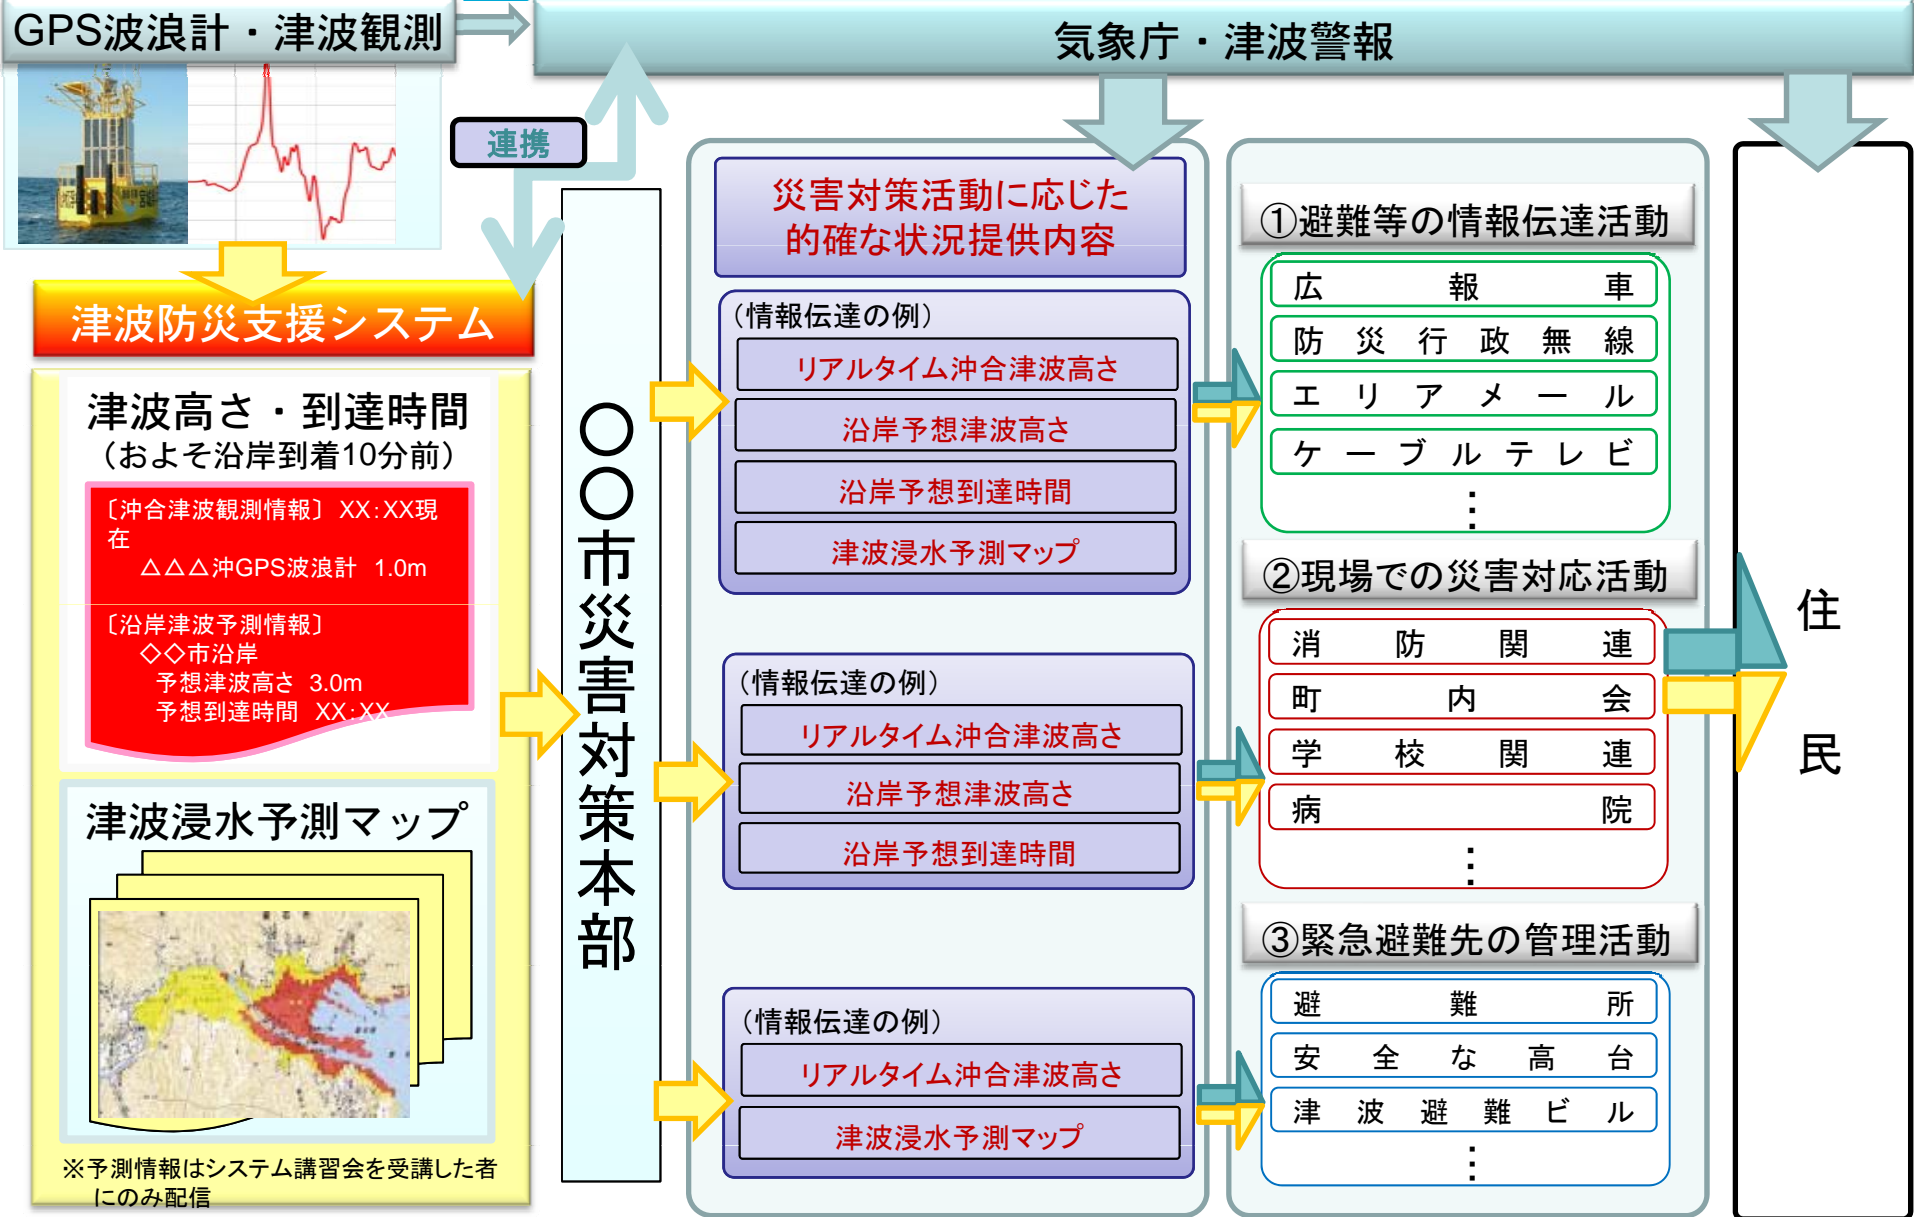 GPS波浪計・津波観測
気象庁・津波警報
連携
津波防災支援システム
津波高さ・到達時間
（およそ沿岸到着10分前）
〔沖合津波観測情報〕 XX：XX現
在
△△△沖GPS波浪計 1.0m
〔沿岸津波予測情報〕
◇◇市沿岸
予想津波高さ 3.0m
予想到達時間 XX：XX
津波浸水予測マップ
※予測情報はシステム講習会を受講した者
にのみ配信
〇〇市災害対策本部
災害対策活動に応じた
的確な状況提供内容
（情報伝達の例）
リアルタイム沖合津波高さ
沿岸予想津波高さ
沿岸予想到達時間
津波浸水予測マップ
（情報伝達の例）
リアルタイム沖合津波高さ
沿岸予想津波高さ
沿岸予想到達時間
（情報伝達の例）
リアルタイム沖合津波高さ
津波浸水予測マップ
①避難等の情報伝達活動
広報車
防災行政無線
エリアメール
ケーブルテレビ
⋮
②現場での災害対応活動
消防関連
町内会
学校関連
病院
⋮
③緊急避難先の管理活動
避難所
安全な高台
津波避難ビル
⋮
住民